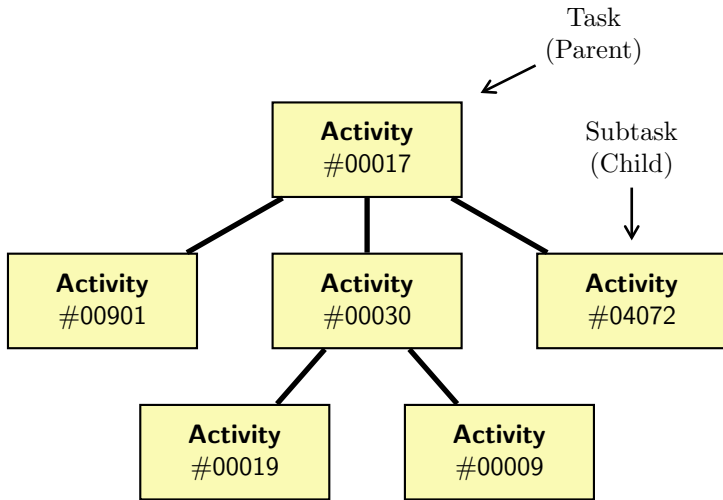 Task
(Parent)
Activity
#00017
Subtask
(Child)
Activity
#00901
Activity
#00030
Activity
#04072
Activity
#00019
Activity
#00009